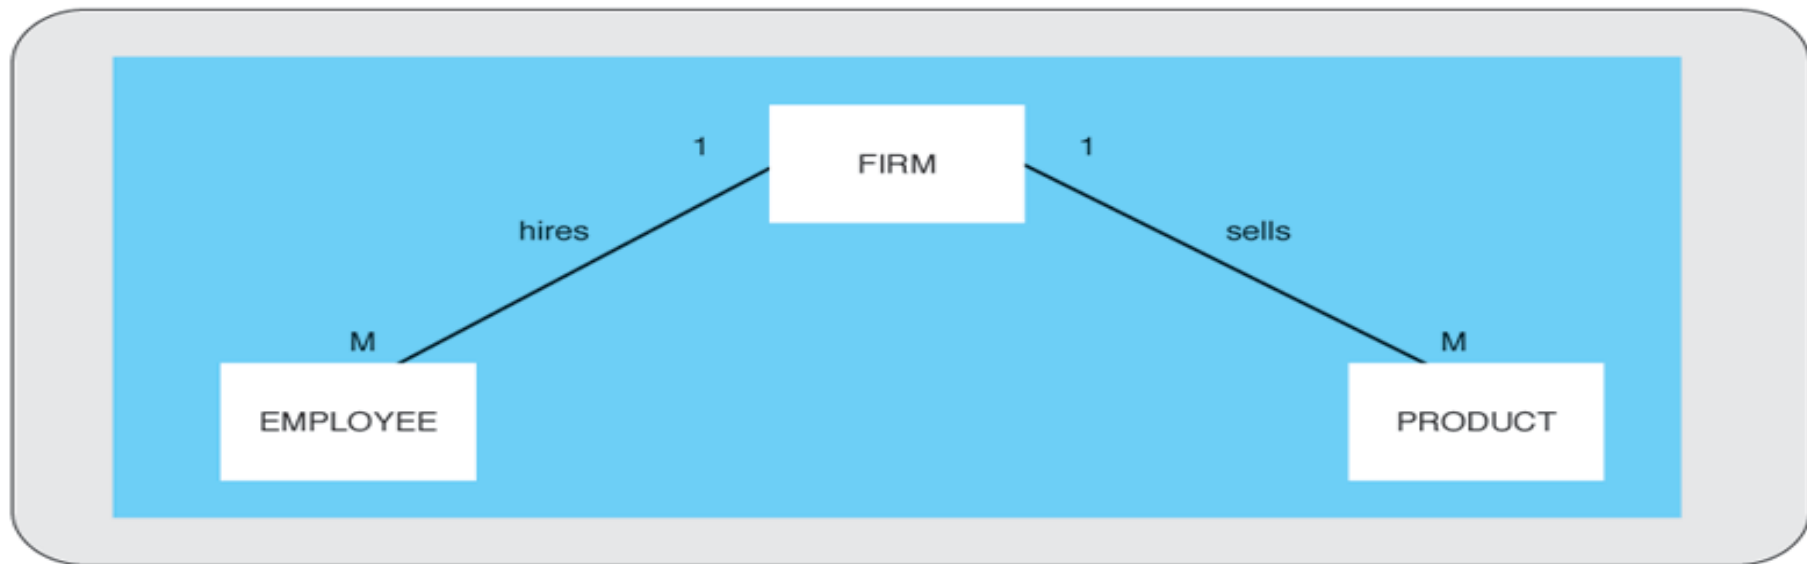 1
FIRM
1
hires
sells
M
M
EMPLOYEE
PRODUCT